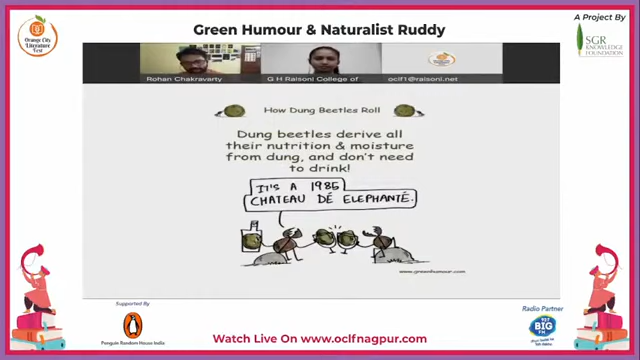 Green Humour & Naturalist Ruddy
A Project By
Orange City
Literature
Fest
SGR
KNOWLEDGE
FOUNDATION
Rohan Chakravarty
G H Raisoni College of
oclf1@raisoni.net
How Dung Beetles Roll
Dung beetles derive all
their nutrition & moisture
from dung, and don't need
to drink!
IT'S A 1985
CHATEAU DÉ ELEPHANTÉ.
www.greenhumour.com
Supported By
Penguin Random House India
Watch Live On www.oclfnagpur.com
Radio Partner
BIG
FM